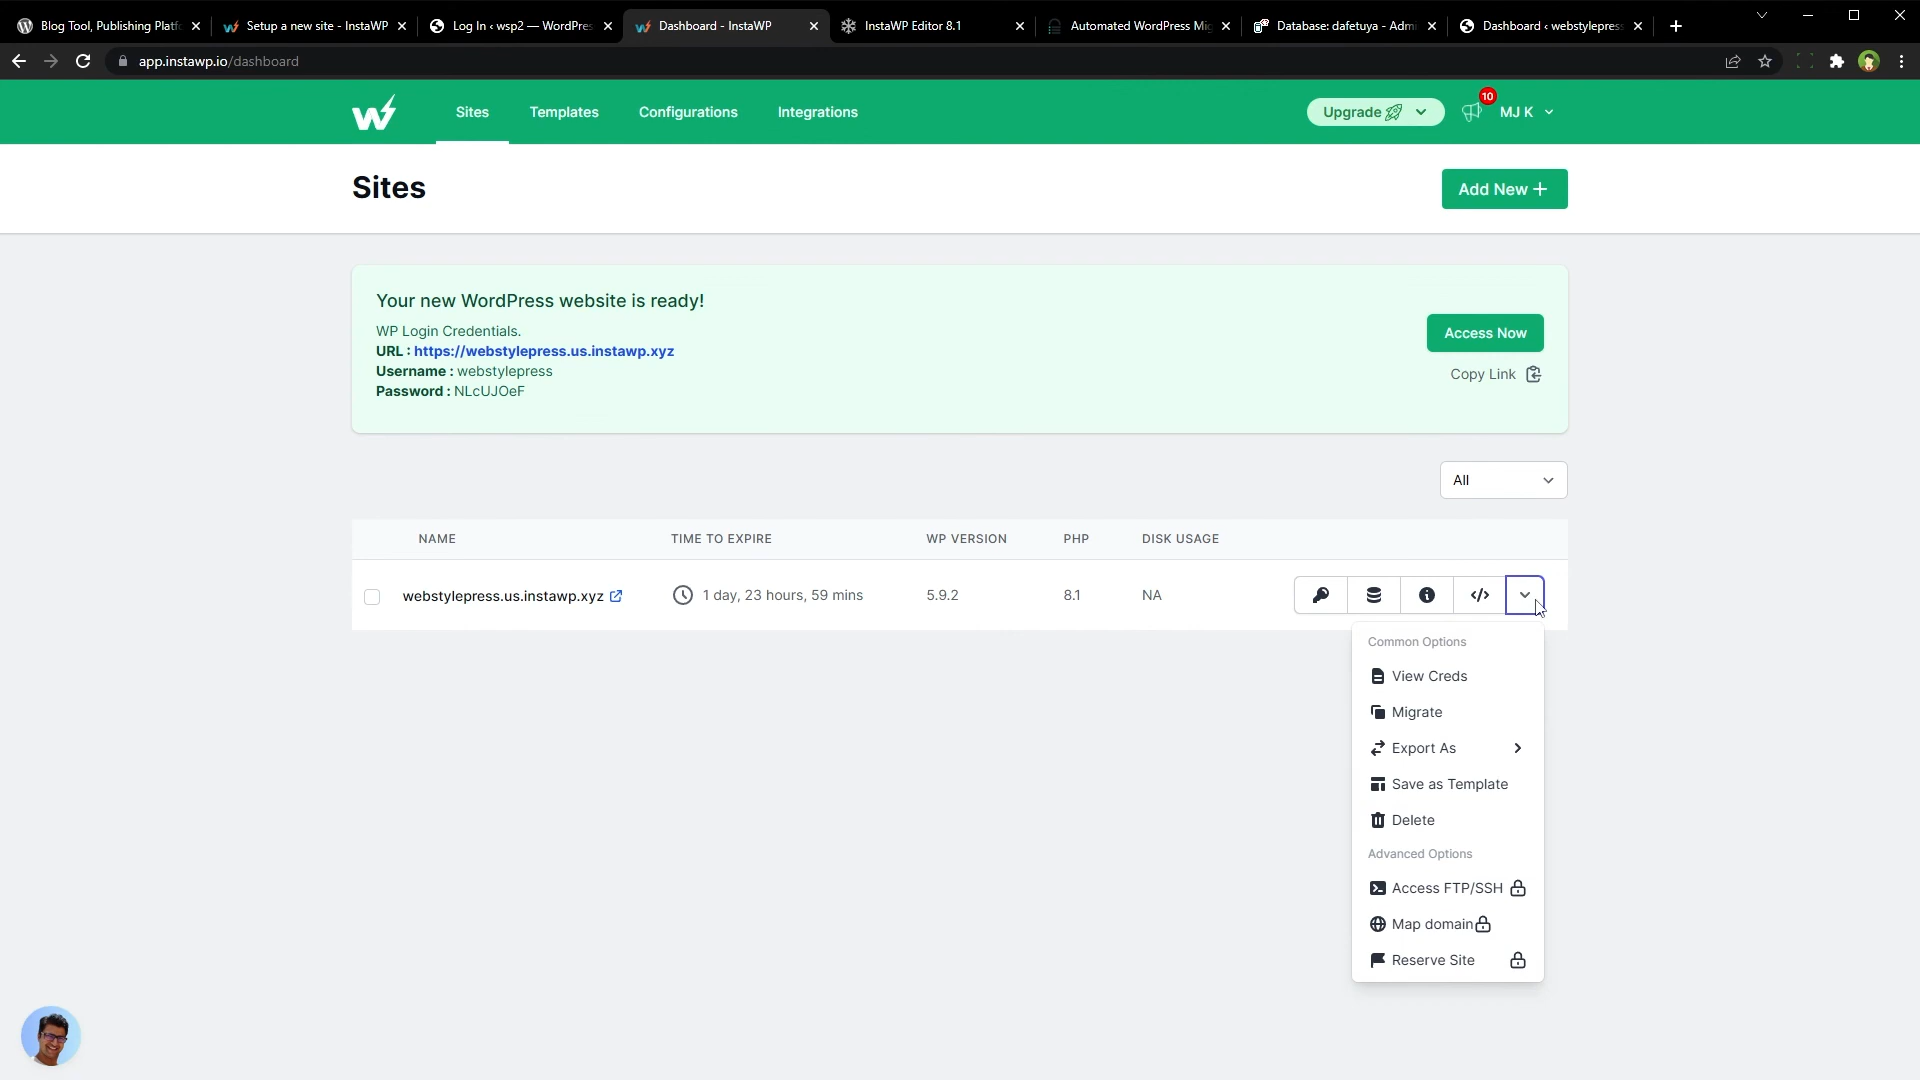 Blog Tool, Publishing Platf
Setup a new site - InstaWP
Log In ‹ wsp2 — WordPres
Dashboard - InstaWP
InstaWP Editor 8.1
Automated WordPress Mig
Database: dafetuya - Admi
Dashboard ‹ webstylepress
app.instawp.io/dashboard
Sites
Templates
Configurations
Integrations
Upgrade
10
MJ K
Sites
Add New +
Your new WordPress website is ready!
WP Login Credentials.
URL : https://webstylepress.us.instawp.xyz
Username : webstylepress
Password : NLcUJOeF
Access Now
Copy Link
All
NAME TIME TO EXPIRE WP VERSION PHP DISK USAGE
webstylepress.us.instawp.xyz 1 day, 23 hours, 59 mins 5.9.2 8.1 NA
Common Options
View Creds
Migrate
Export As
Save as Template
Delete
Advanced Options
Access FTP/SSH
Map domain
Reserve Site